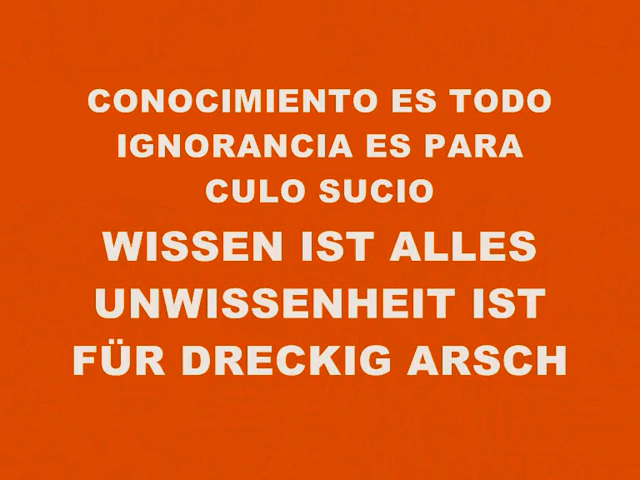 CONOCIMIENTO ES TODO
IGNORANCIA ES PARA
CULO SUCIO
WISSEN IST ALLES
UNWISSENHEIT IST
FÜR DRECKIG ARSCH